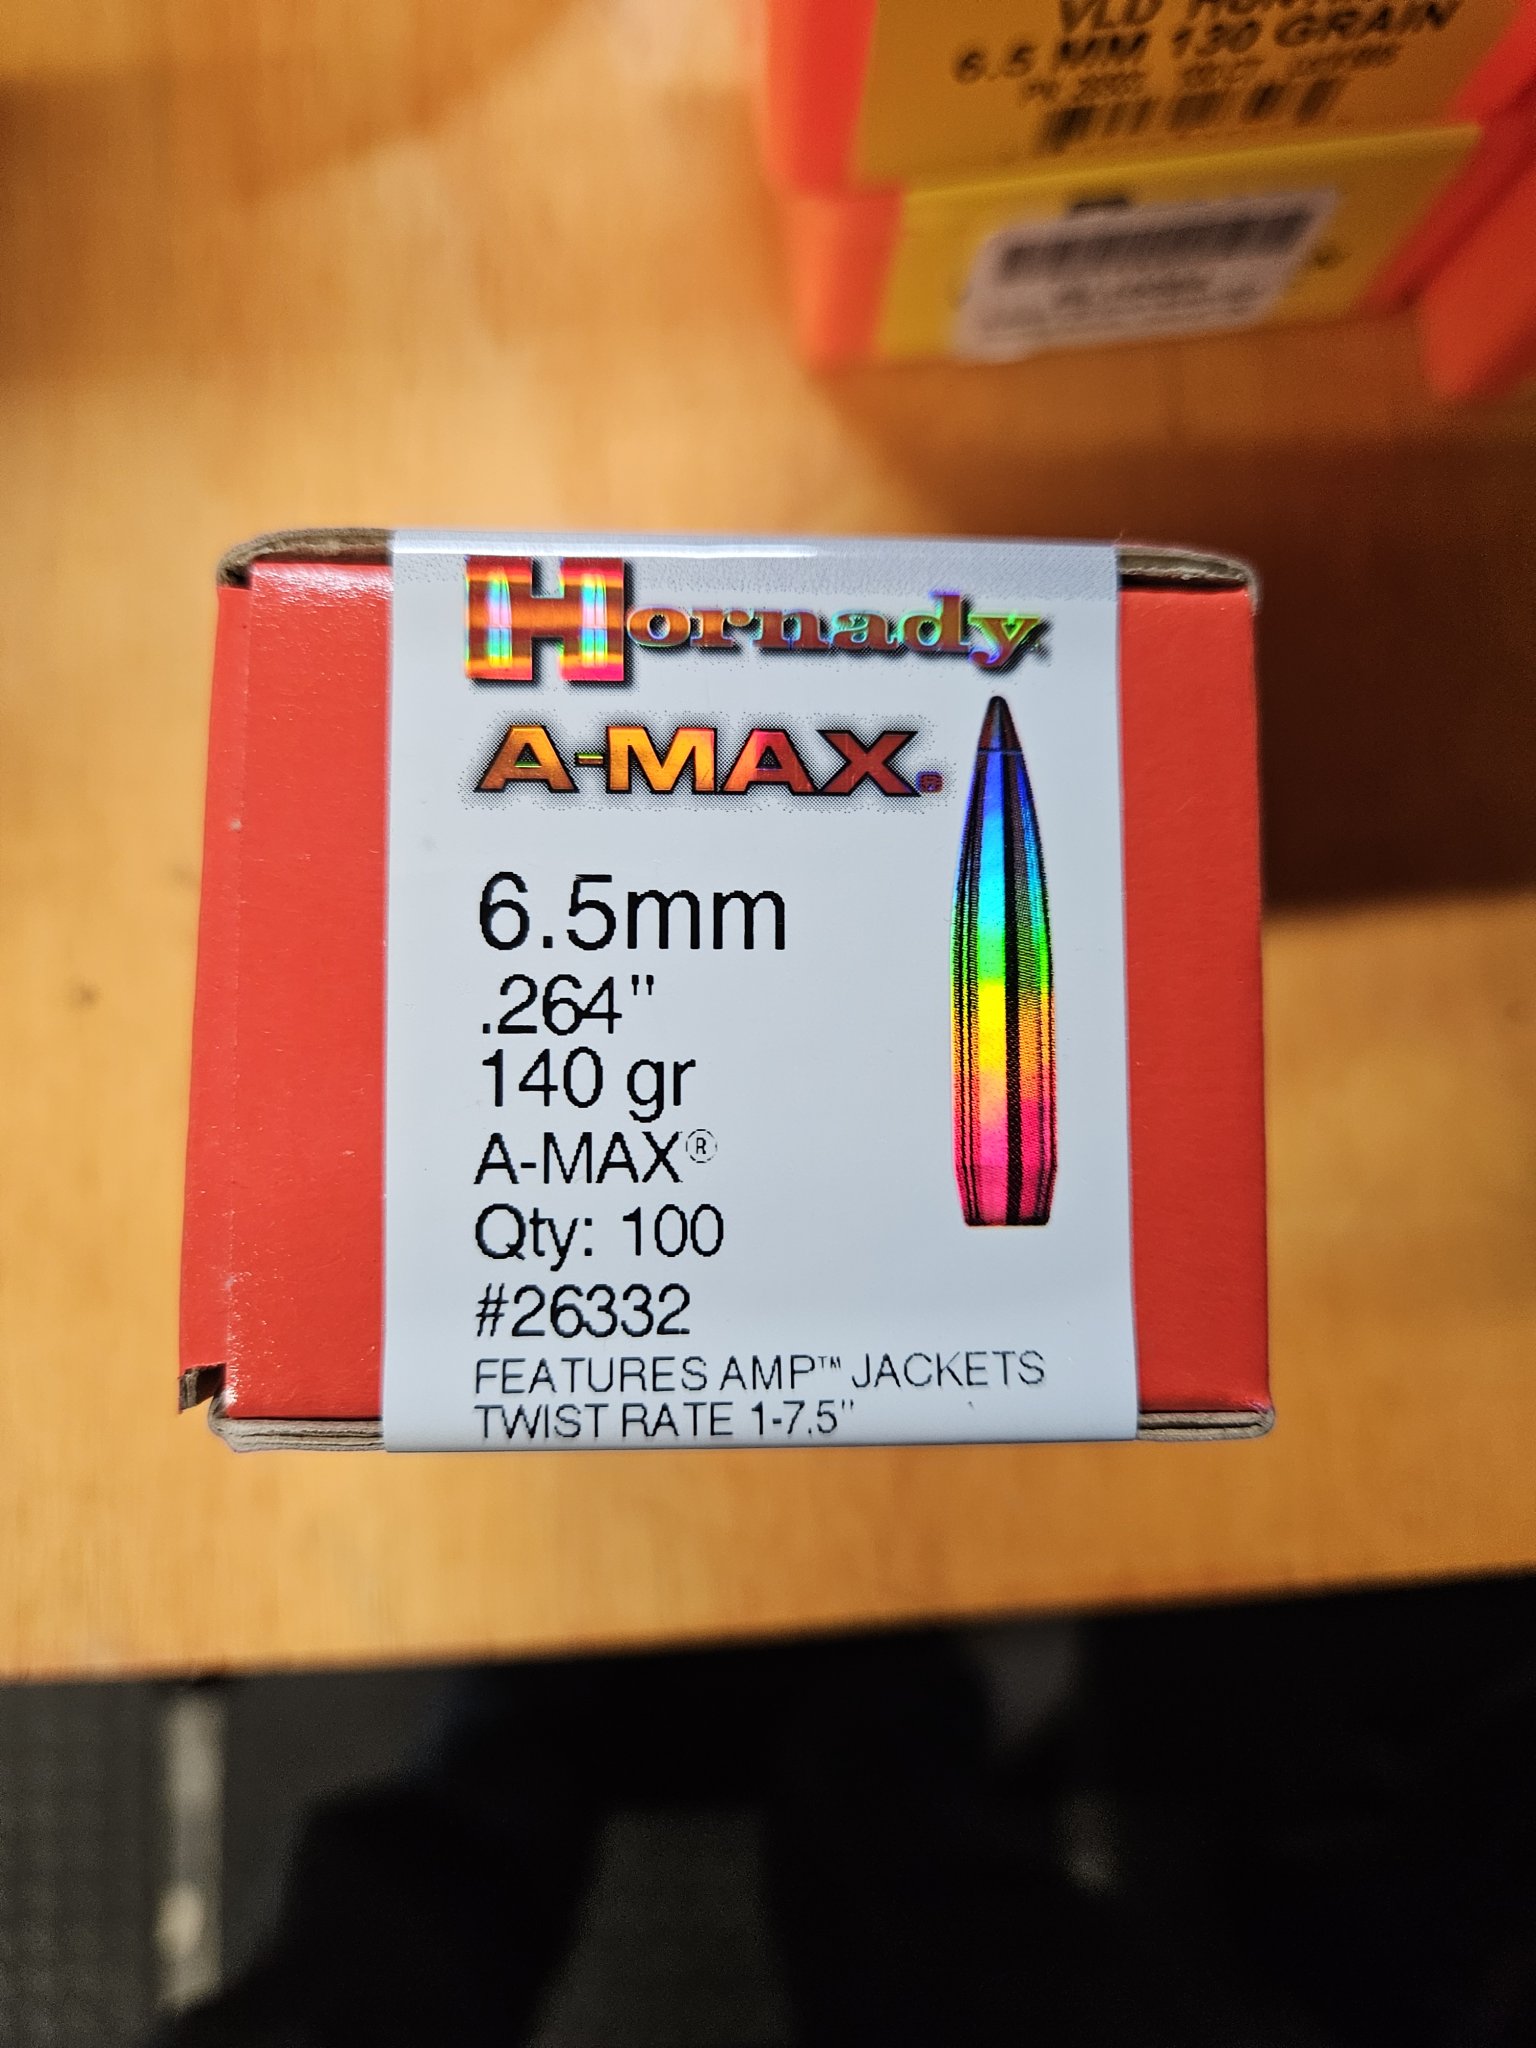 VLD
6.5 MM 130 GRAIN
Hornady
A-MAX®
6.5mm
.264"
140 gr
A-MAX®
Qty: 100
#26332
FEATURES AMP™ JACKETS
TWIST RATE 1-7.5"